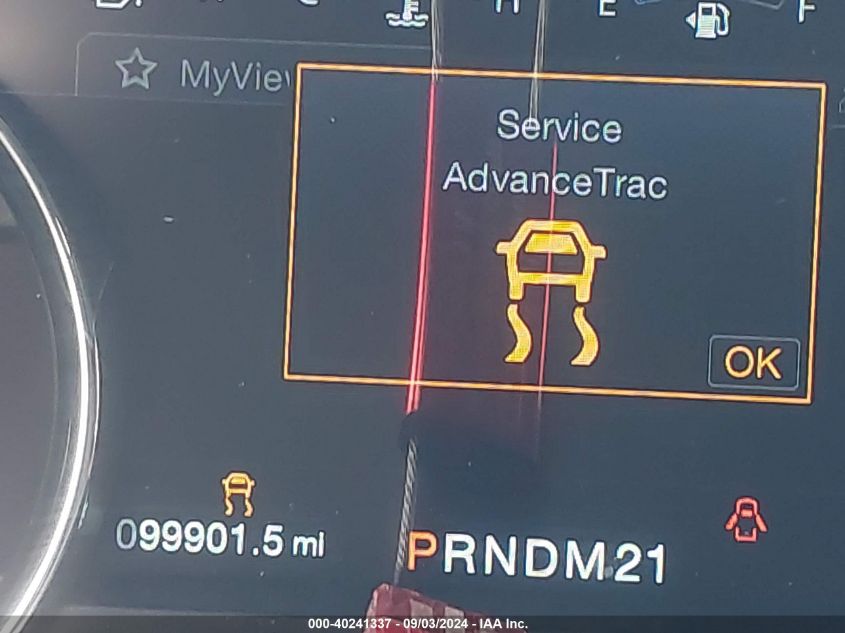 H E F
MyView
Service
AdvanceTrac
OK
099901.5 mi
PRNDM21
000-40241337 - 09/03/2024 - IAA Inc.